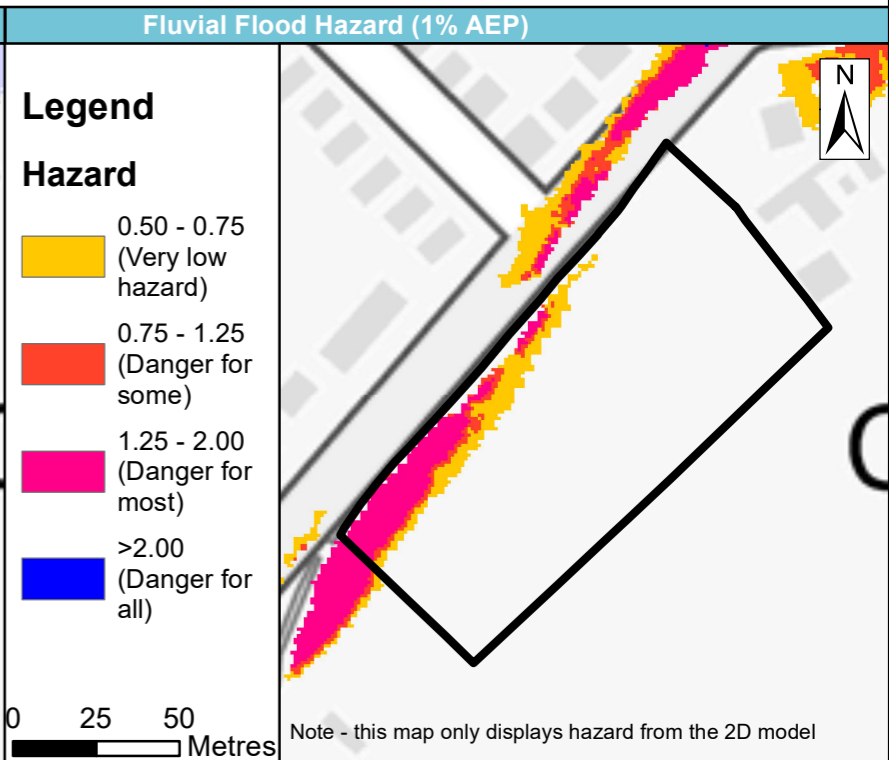 Fluvial Flood Hazard (1% AEP)
Legend
Hazard
0.50 - 0.75
(Very low
hazard)
0.75 - 1.25
(Danger for
some)
1.25 - 2.00
(Danger for
most)
>2.00
(Danger for
all)
0 25 50
Metres
N
Note - this map only displays hazard from the 2D model